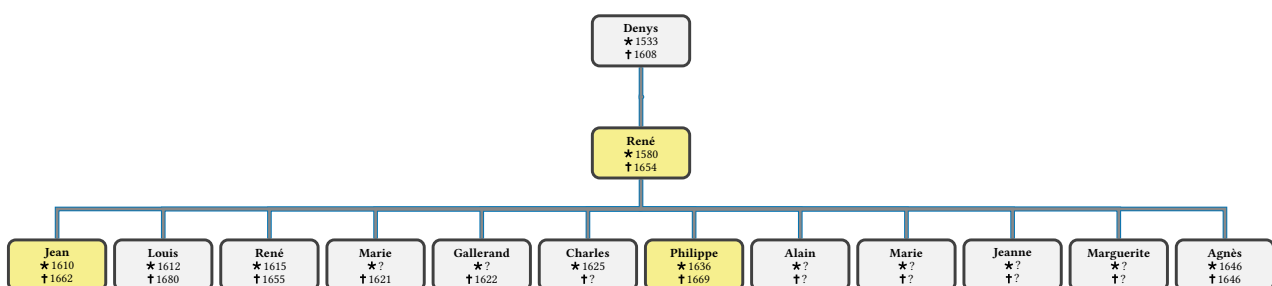 Denys
★ 1533
✝ 1608
René
★ 1580
✝ 1654
Jean
★ 1610
✝ 1662
Louis
★ 1612
✝ 1680
René
★ 1615
✝ 1655
Marie
★ ?
✝ 1621
Gallerand
★ ?
✝ 1622
Charles
★ 1625
✝ ?
Philippe
★ 1636
✝ 1669
Alain
★ ?
✝ ?
Marie
★ ?
✝ ?
Jeanne
★ ?
✝ ?
Marguerite
★ ?
✝ ?
Agnès
★ 1646
✝ 1646